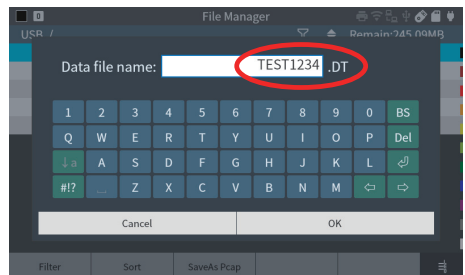 0 File Manager
USB / Remain:245.09MB
Data file name: TEST1234 .DT
1 2 3 4 5 6 7 8 9 0 BS
Q W E R T Y U I O P Del
↓a A S D F G H J K L
#!? _ Z X C V B N M ⇦ ⇨
Cancel OK
Filter Sort SaveAs Pcap